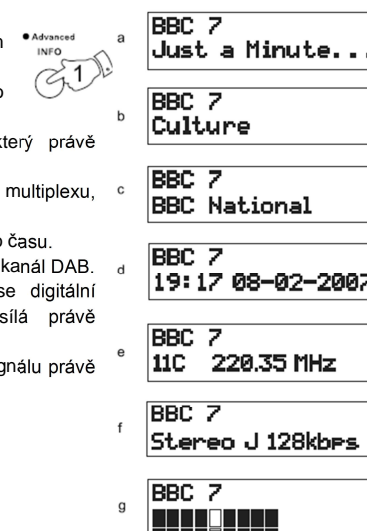 Advanced
INFO
1
a
BBC 7
Just a Minute...
b
BBC 7
Culture
který právě
multiplexu,
c
BBC 7
BBC National
o času.
kanál DAB.
se digitální
sílá právě
d
BBC 7
19:17 08-02-2007
e
BBC 7
11C 220.35 MHz
gnálu právě
f
BBC 7
Stereo J 128kbps
g
BBC 7